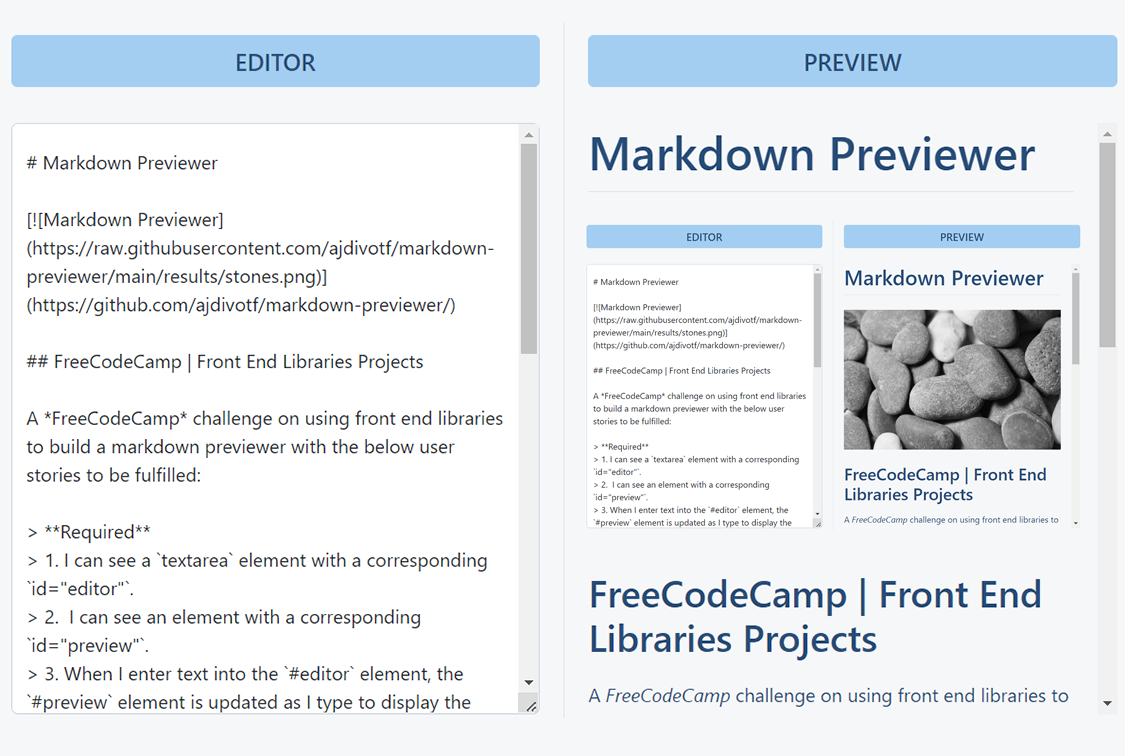 EDITOR
# Markdown Previewer
[![Markdown Previewer]
(https://raw.githubusercontent.com/ajdivotf/markdown-
previewer/main/results/stones.png)]
(https://github.com/ajdivotf/markdown-previewer/)
## FreeCodeCamp | Front End Libraries Projects
A *FreeCodeCamp* challenge on using front end libraries
to build a markdown previewer with the below user
stories to be fulfilled:
> **Required**
> 1. I can see a `textarea` element with a corresponding
`id="editor"`.
> 2.  I can see an element with a corresponding
`id="preview"`.
> 3. When I enter text into the `#editor` element, the
`#preview` element is updated as I type to display the
PREVIEW
Markdown Previewer
EDITOR
# Markdown Previewer
[![Markdown Previewer]
(https://raw.githubusercontent.com/ajdivotf/markdown-
previewer/main/results/stones.png)]
(https://github.com/ajdivotf/markdown-previewer/)
## FreeCodeCamp | Front End Libraries Projects
A *FreeCodeCamp* challenge on using front end libraries
to build a markdown previewer with the below user
stories to be fulfilled:
> **Required**
> 1. I can see a `textarea` element with a corresponding
`id="editor"`.
> 2.  I can see an element with a corresponding
`id="preview"`.
> 3. When I enter text into the `#editor` element, the
`#preview` element is updated as I type to display the
PREVIEW
Markdown Previewer
FreeCodeCamp | Front End
Libraries Projects
A FreeCodeCamp challenge on using front end libraries to
FreeCodeCamp | Front End
Libraries Projects
A FreeCodeCamp challenge on using front end libraries to